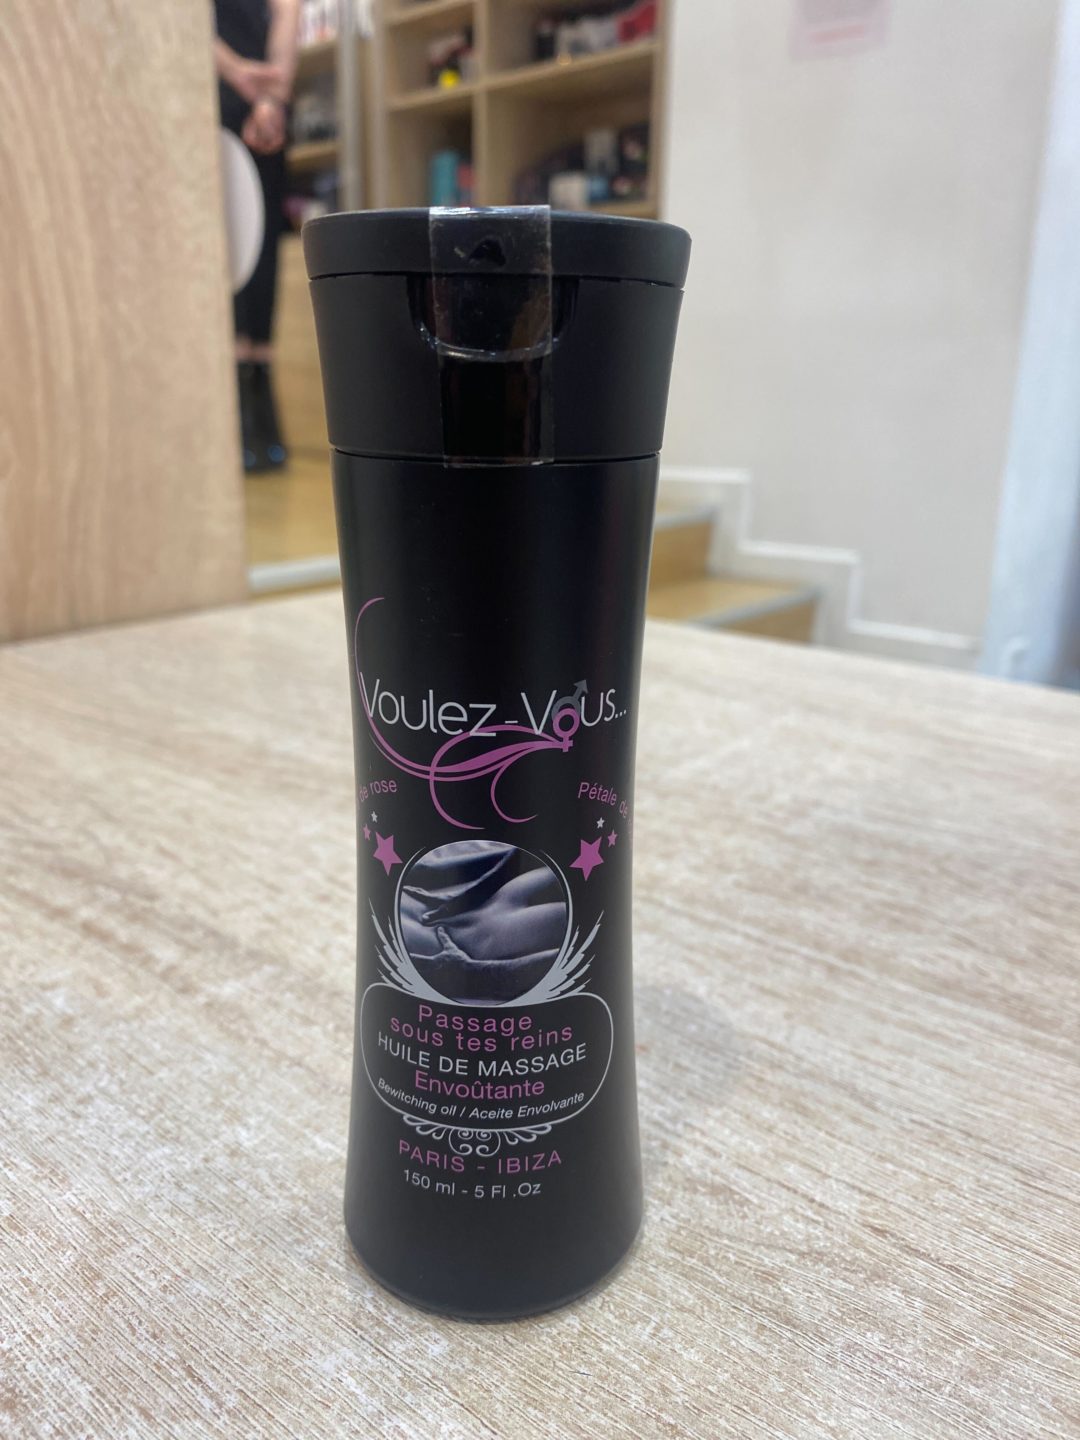 Voulez-Vous...
de rose
Pétale de
Passage
sous tes reins
HUILE DE MASSAGE
Envoûtante
Bewitching oil / Aceite Envolvante
PARIS - IBIZA
150 ml - 5 Fl .Oz